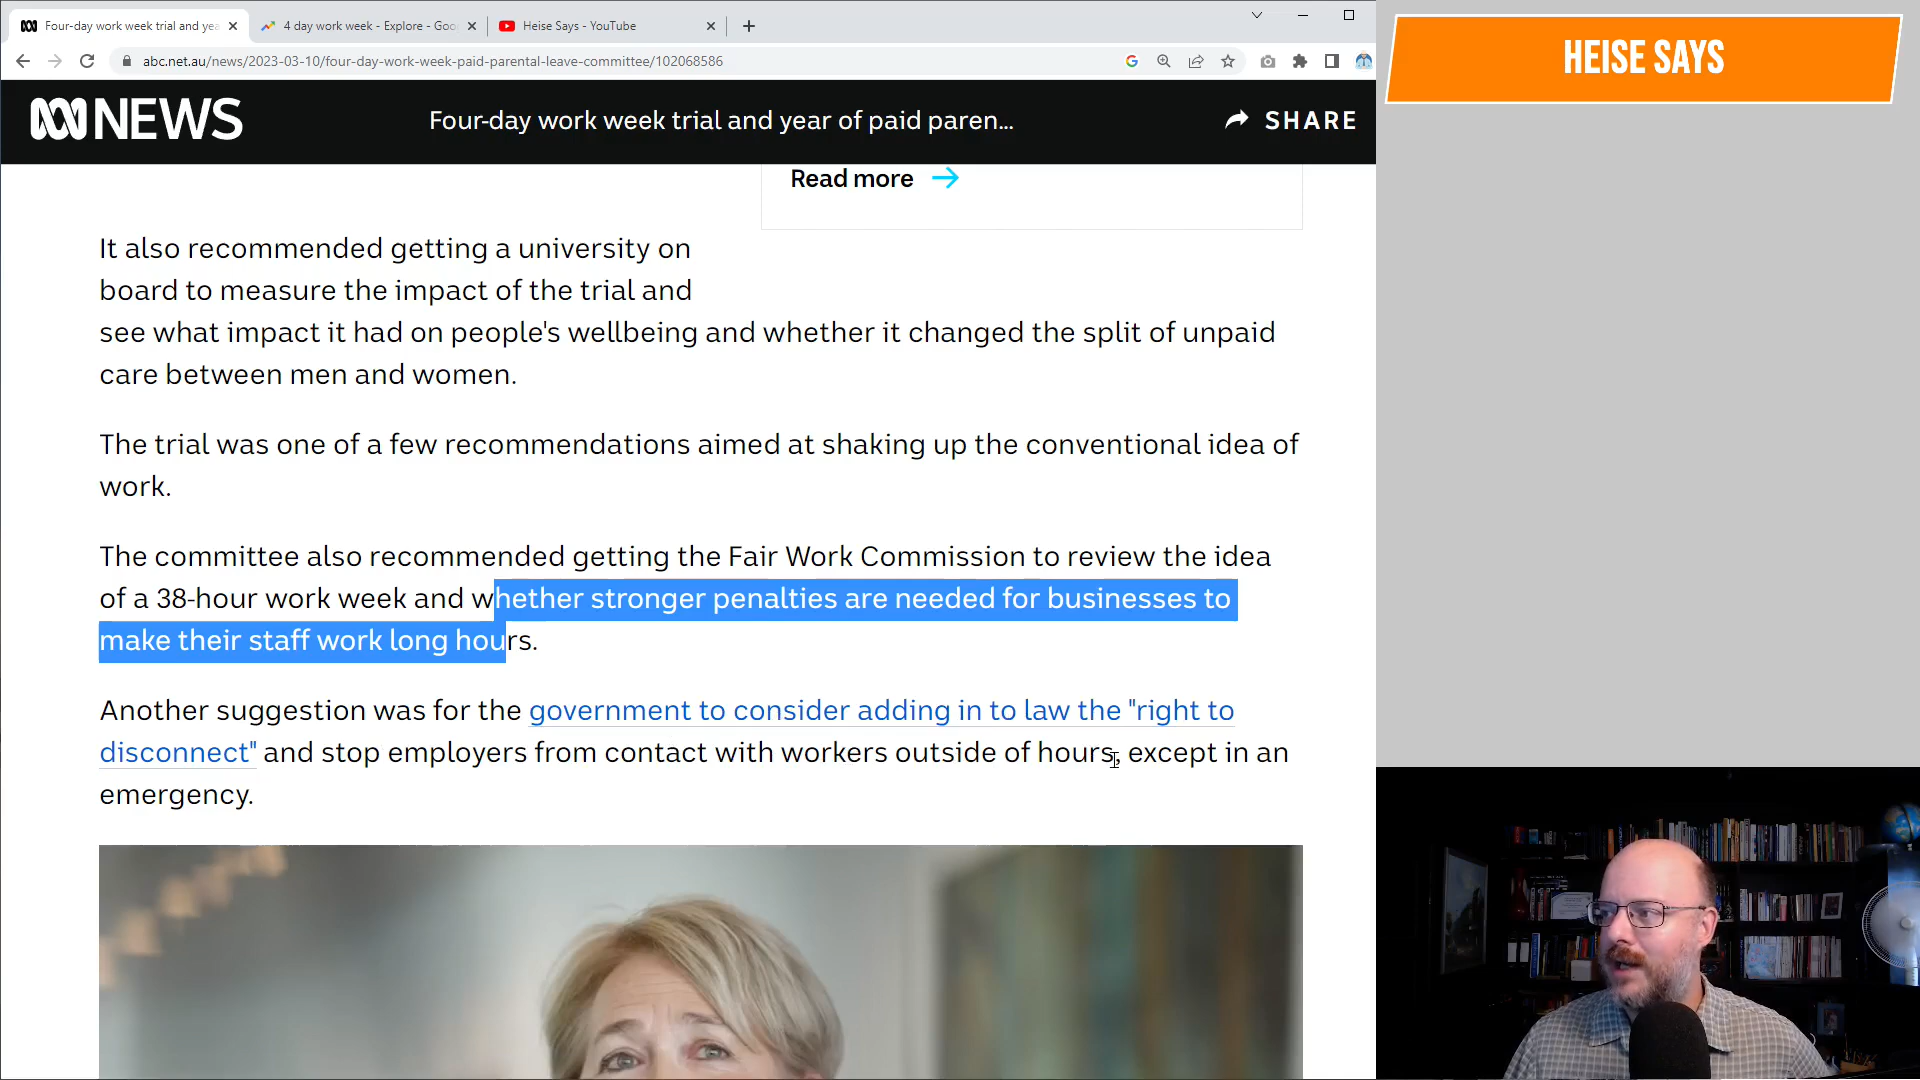 Four-day work week trial and yea
4 day work week - Explore - Goo
Heise Says - YouTube
abc.net.au/news/2023-03-10/four-day-work-week-paid-parental-leave-committee/102068586
HEISE SAYS
NEWS
Four-day work week trial and year of paid paren...
SHARE
Read more
It also recommended getting a university on
board to measure the impact of the trial and
see what impact it had on people's wellbeing and whether it changed the split of unpaid
care between men and women.
The trial was one of a few recommendations aimed at shaking up the conventional idea of
work.
The committee also recommended getting the Fair Work Commission to review the idea
of a 38-hour work week and whether stronger penalties are needed for businesses to
make their staff work long hours.
Another suggestion was for the government to consider adding in to law the "right to
disconnect" and stop employers from contact with workers outside of hours, except in an
emergency.